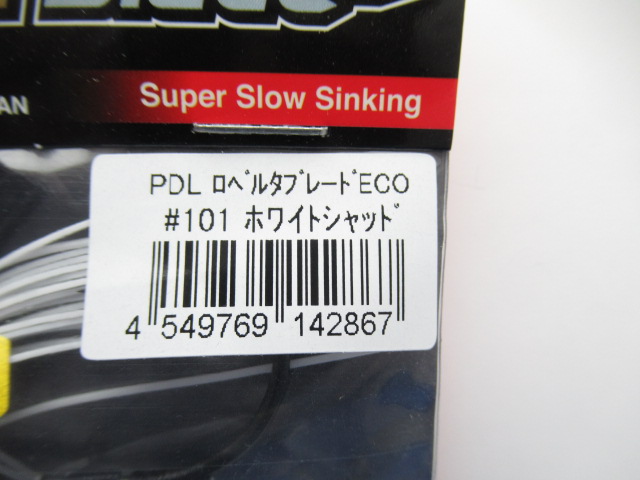 AN
Super Slow Sinking
PDL ﾛﾍﾞﾙﾀﾌﾞﾚｰﾄﾞECO
#101 ホワイトシャッﾄﾞ
4 549769 142867